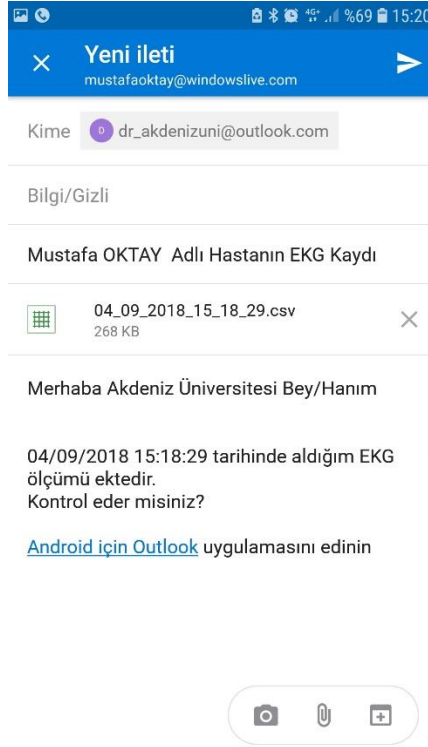 4G+ %69 15:20
Yeni ileti
mustafaoktay@windowslive.com
Kime D dr_akdenizuni@outlook.com
Bilgi/Gizli
Mustafa OKTAY Adlı Hastanın EKG Kaydı
04_09_2018_15_18_29.csv
268 KB
Merhaba Akdeniz Üniversitesi Bey/Hanım
04/09/2018 15:18:29 tarihinde aldığım EKG
ölçümü ektedir.
Kontrol eder misiniz?
Android için Outlook uygulamasını edinin